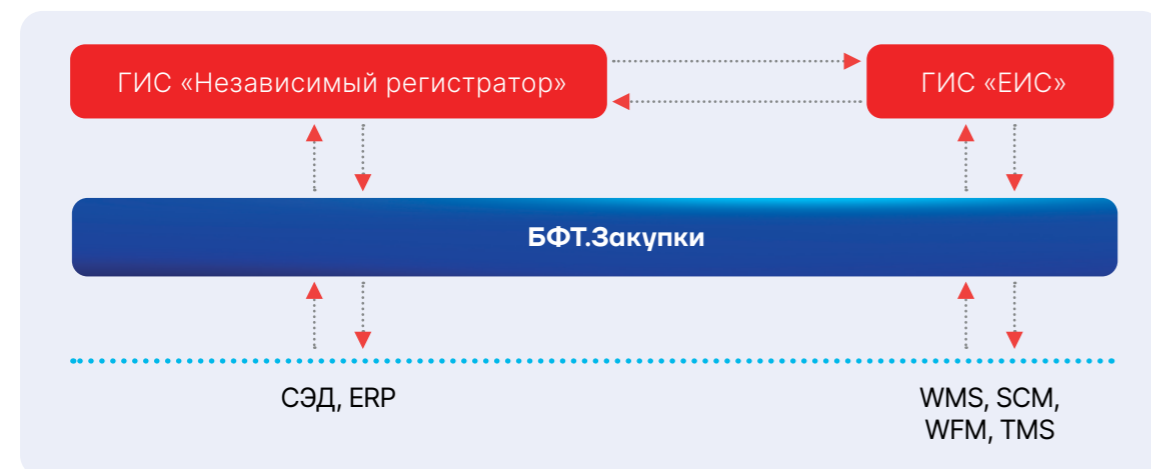 ГИС «Независимый регистратор»
ГИС «ЕИС»
БФТ.Закупки
СЭД, ERP
WMS, SCM,
WFM, TMS